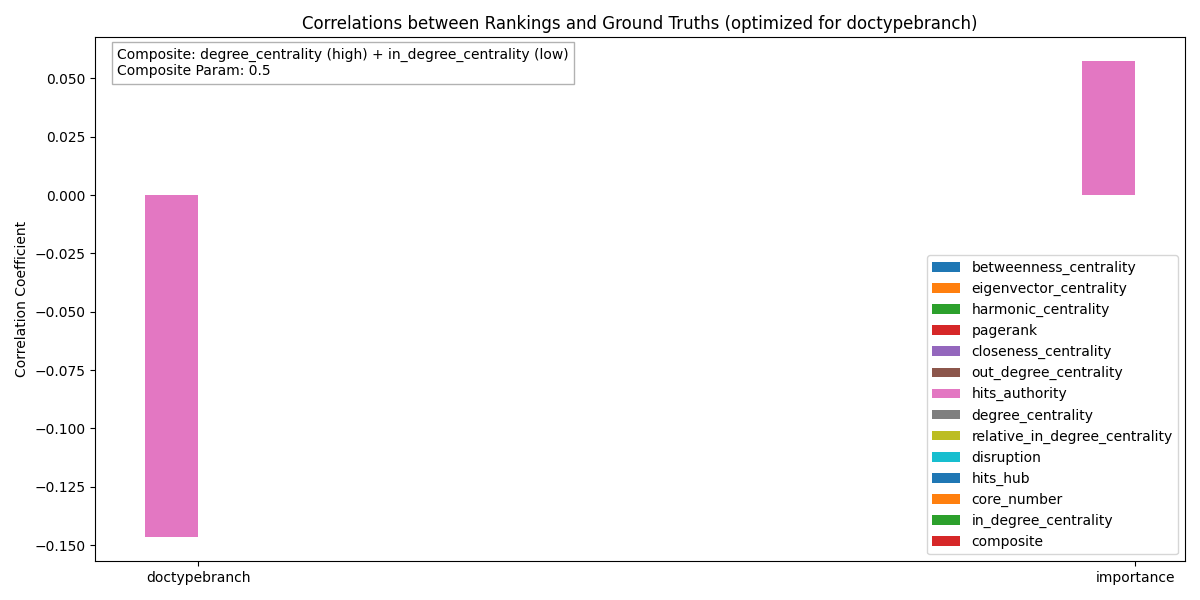 Correlations between Rankings and Ground Truths (optimized for doctypebranch)
Composite: degree_centrality (high) + in_degree_centrality (low)
Composite Param: 0.5
Correlation Coefficient
0.050
0.025
0.000
−0.025
−0.050
−0.075
−0.100
−0.125
−0.150
betweenness_centrality
eigenvector_centrality
harmonic_centrality
pagerank
closeness_centrality
out_degree_centrality
hits_authority
degree_centrality
relative_in_degree_centrality
disruption
hits_hub
core_number
in_degree_centrality
composite
doctypebranch
importance